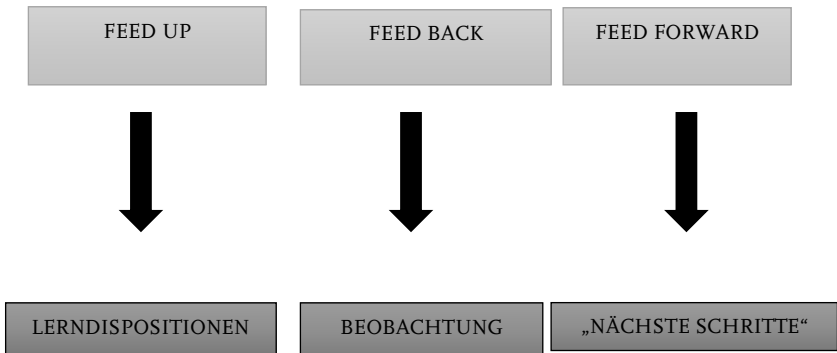 FEED UP
FEED BACK
FEED FORWARD
LERNDISPOSITIONEN
BEOBACHTUNG
„NÄCHSTE SCHRITTE“